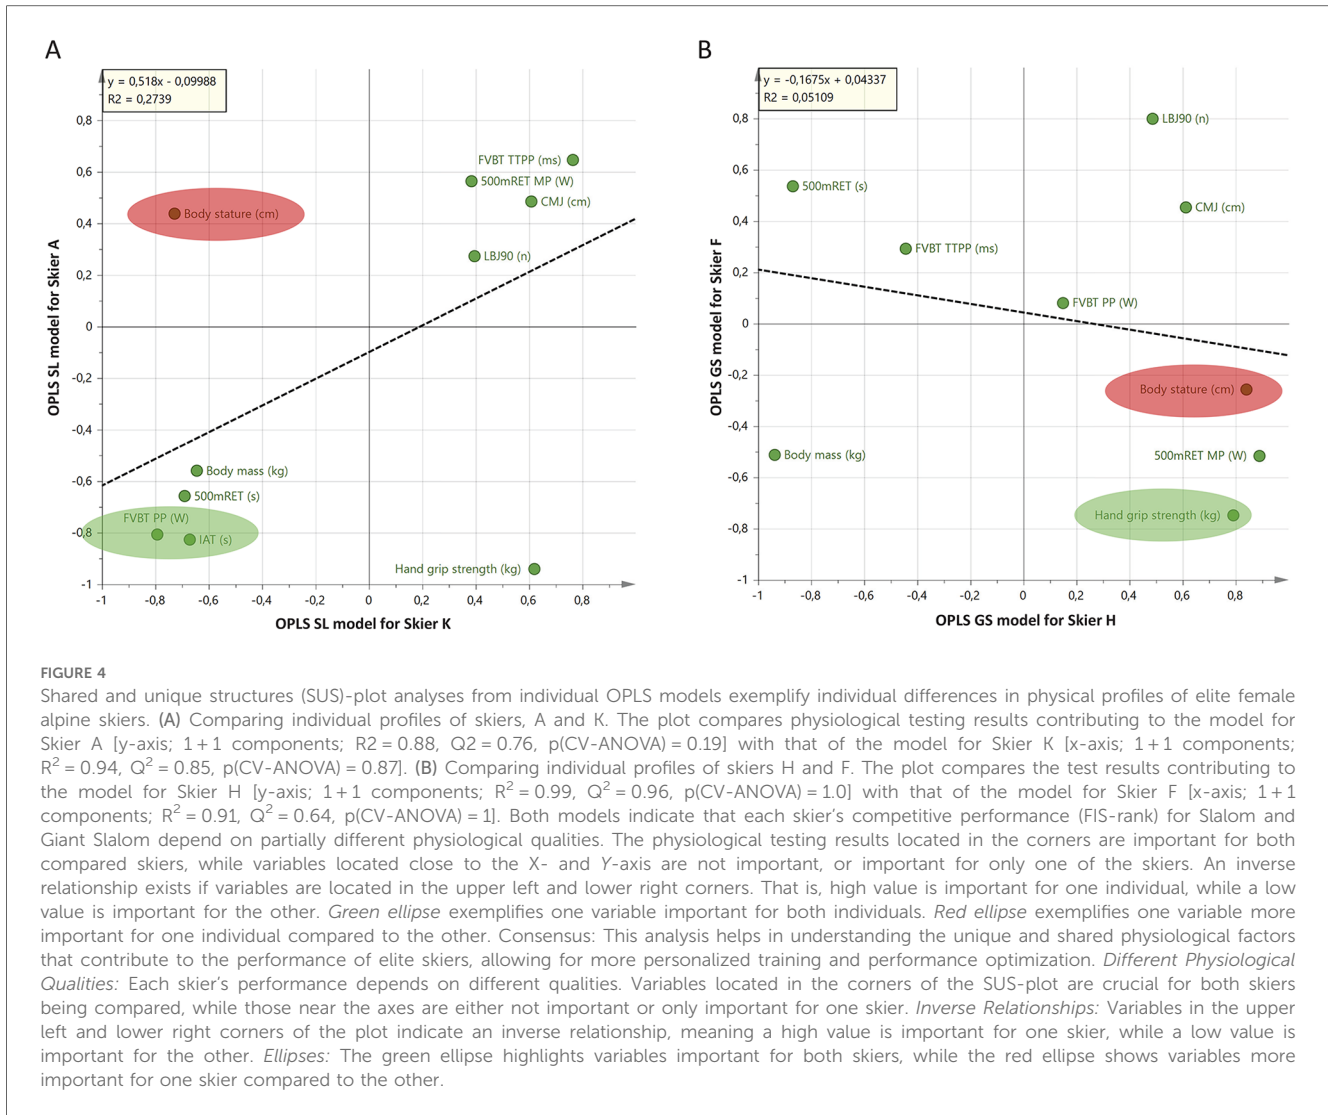 A
y = 0,518x - 0,09988
R2 = 0,2739
OPLS SL model for Skier A
0,8
0,6
0,4
0,2
0
-0,2
-0,4
-0,6
-0,8
-1
FVBT TTPP (ms)
500mRET MP (W)
CMJ (cm)
Body stature (cm)
LBJ90 (n)
Body mass (kg)
500mRET (s)
FVBT PP (W)
IAT (s)
Hand grip strength (kg)
-1 -0,8 -0,6 -0,4 -0,2 0 0,2 0,4 0,6 0,8
OPLS SL model for Skier K
B
y = -0,1675x + 0,04337
R2 = 0,05109
OPLS GS model for Skier F
0,8
0,6
0,4
0,2
0
-0,2
-0,4
-0,6
-0,8
-1
LBJ90 (n)
500mRET (s)
CMJ (cm)
FVBT TTPP (ms)
FVBT PP (W)
Body stature (cm)
Body mass (kg)
500mRET MP (W)
Hand grip strength (kg)
-1 -0,8 -0,6 -0,4 -0,2 0 0,2 0,4 0,6 0,8
OPLS GS model for Skier H
FIGURE 4
Shared and unique structures (SUS)-plot analyses from individual OPLS models exemplify individual differences in physical profiles of elite female
alpine skiers. (A) Comparing individual profiles of skiers, A and K. The plot compares physiological testing results contributing to the model for
Skier A [y-axis; 1 + 1 components; R2 = 0.88, Q2 = 0.76, p(CV-ANOVA) = 0.19] with that of the model for Skier K [x-axis; 1 + 1 components;
R² = 0.94, Q² = 0.85, p(CV-ANOVA) = 0.87]. (B) Comparing individual profiles of skiers H and F. The plot compares the test results contributing to
the model for Skier H [y-axis; 1 + 1 components; R² = 0.99, Q² = 0.96, p(CV-ANOVA) = 1.0] with that of the model for Skier F [x-axis; 1 + 1
components; R² = 0.91, Q² = 0.64, p(CV-ANOVA) = 1]. Both models indicate that each skier's competitive performance (FIS-rank) for Slalom and
Giant Slalom depend on partially different physiological qualities. The physiological testing results located in the corners are important for both
compared skiers, while variables located close to the X- and Y-axis are not important, or important for only one of the skiers. An inverse
relationship exists if variables are located in the upper left and lower right corners. That is, high value is important for one individual, while a low
value is important for the other. Green ellipse exemplifies one variable important for both individuals. Red ellipse exemplifies one variable more
important for one individual compared to the other. Consensus: This analysis helps in understanding the unique and shared physiological factors
that contribute to the performance of elite skiers, allowing for more personalized training and performance optimization. Different Physiological
Qualities: Each skier's performance depends on different qualities. Variables located in the corners of the SUS-plot are crucial for both skiers
being compared, while those near the axes are either not important or only important for one skier. Inverse Relationships: Variables in the upper
left and lower right corners of the plot indicate an inverse relationship, meaning a high value is important for one skier, while a low value is
important for the other. Ellipses: The green ellipse highlights variables important for both skiers, while the red ellipse shows variables more
important for one skier compared to the other.